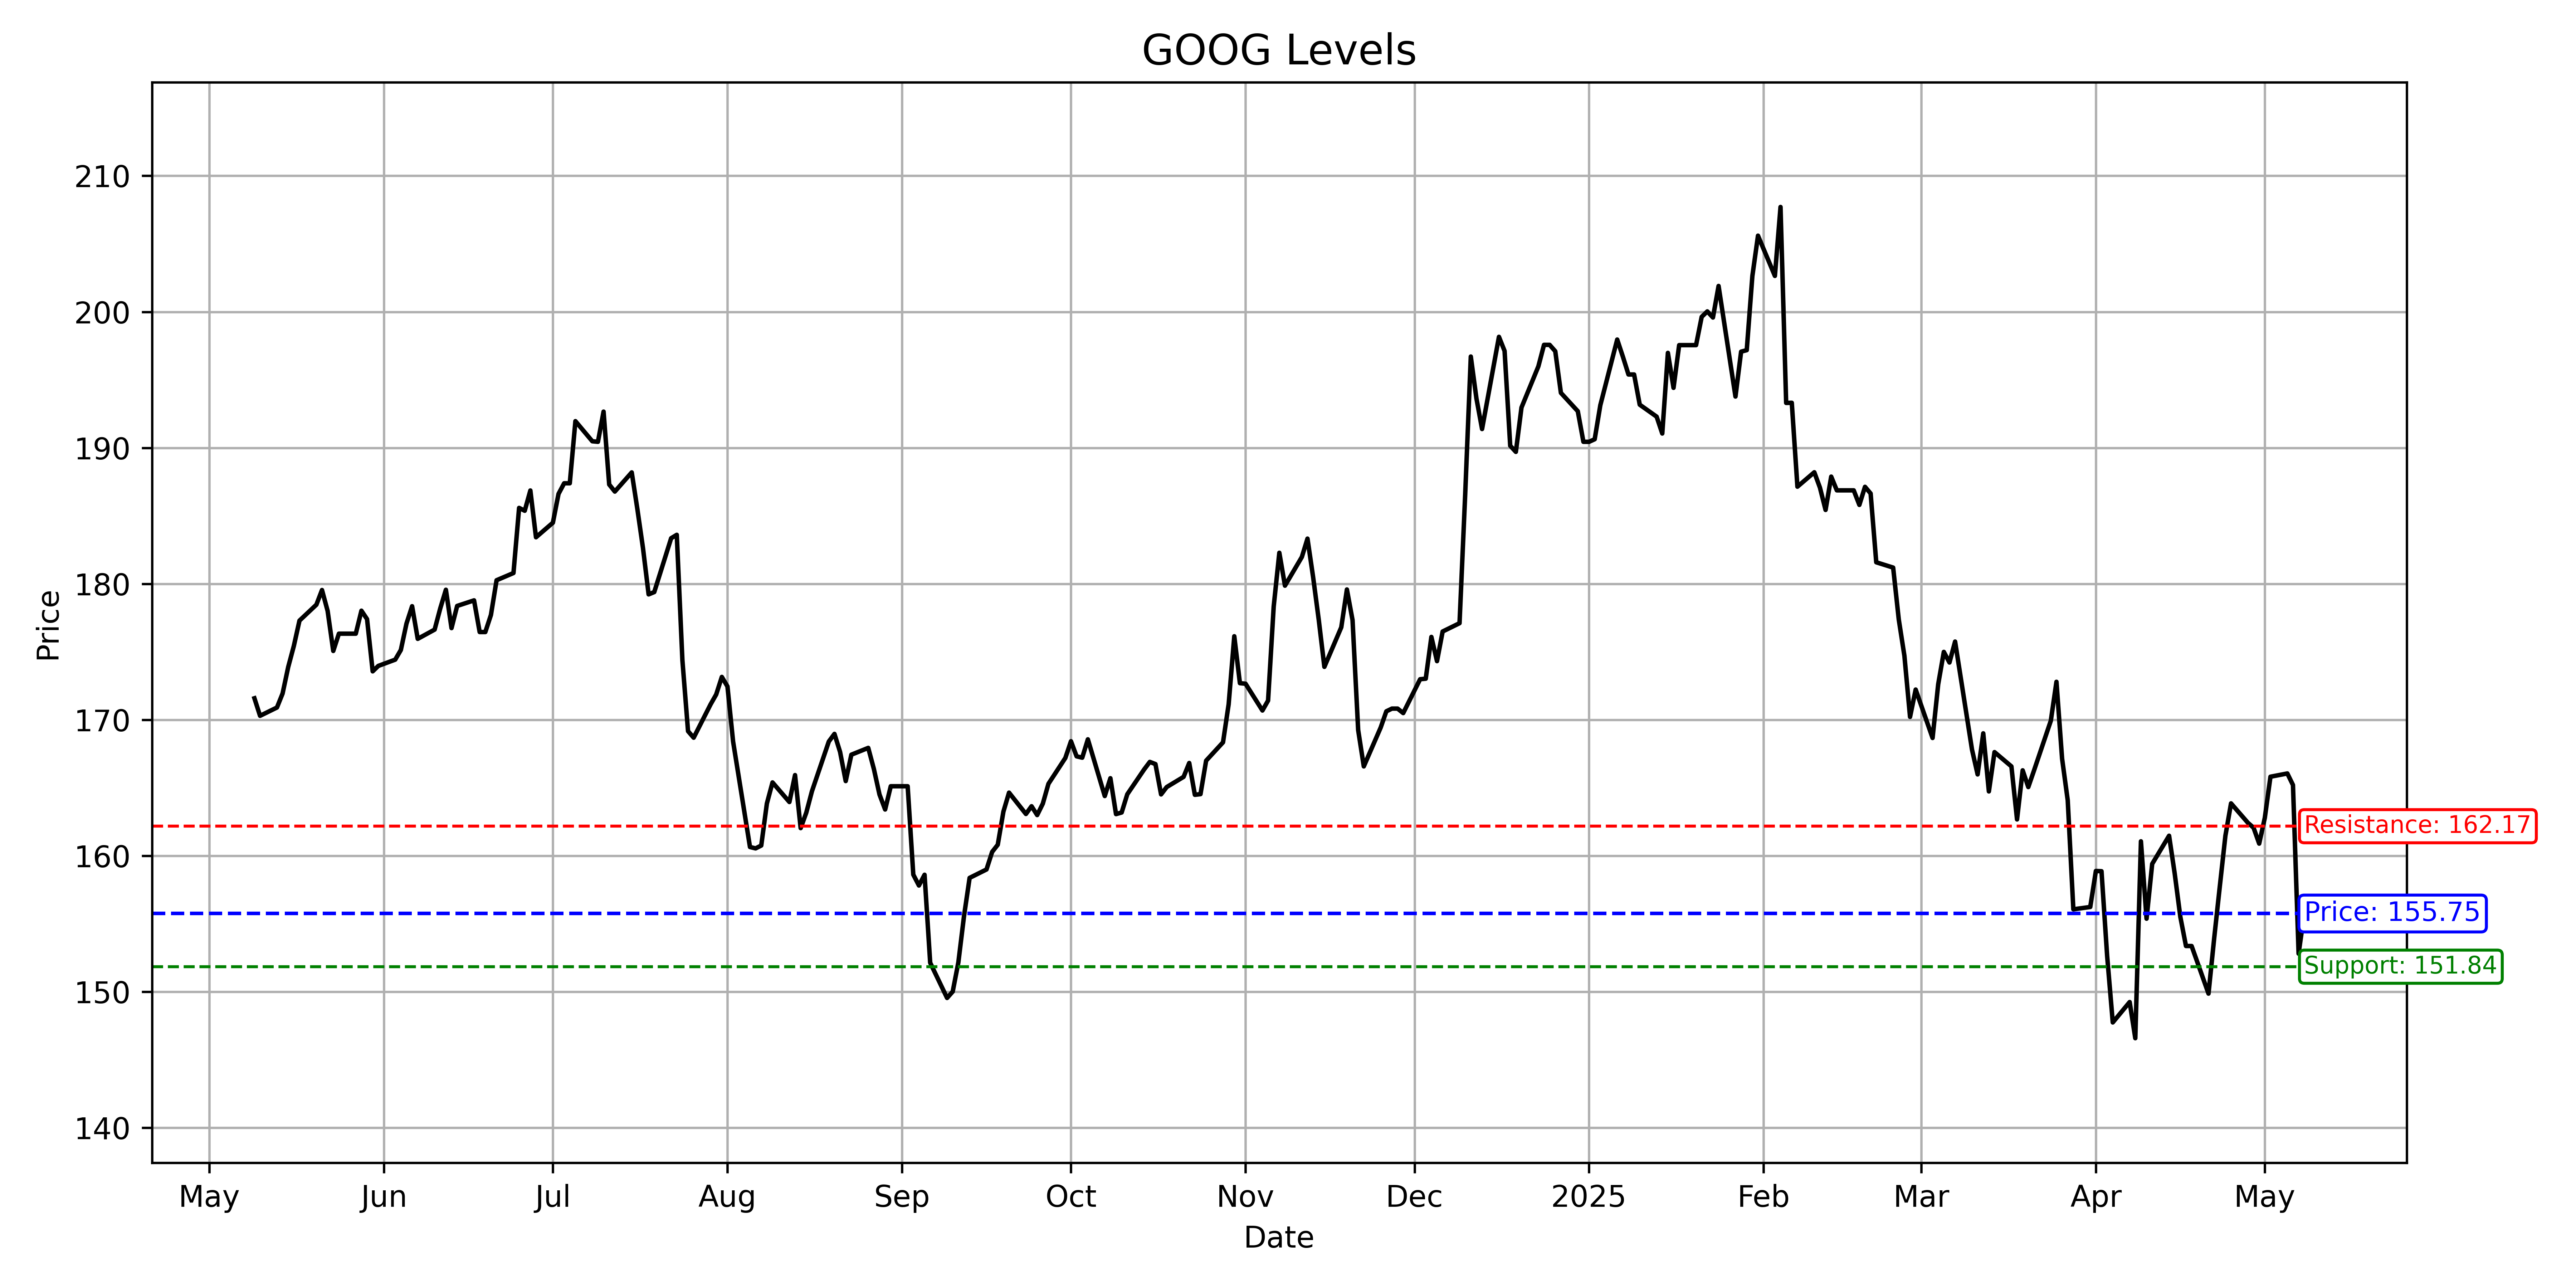 GOOG Levels
Price
210
200
190
180
170
160
150
140
Resistance: 162.17
Price: 155.75
Support: 151.84
May Jun Jul Aug Sep Oct Nov Dec 2025 Feb Mar Apr May
Date